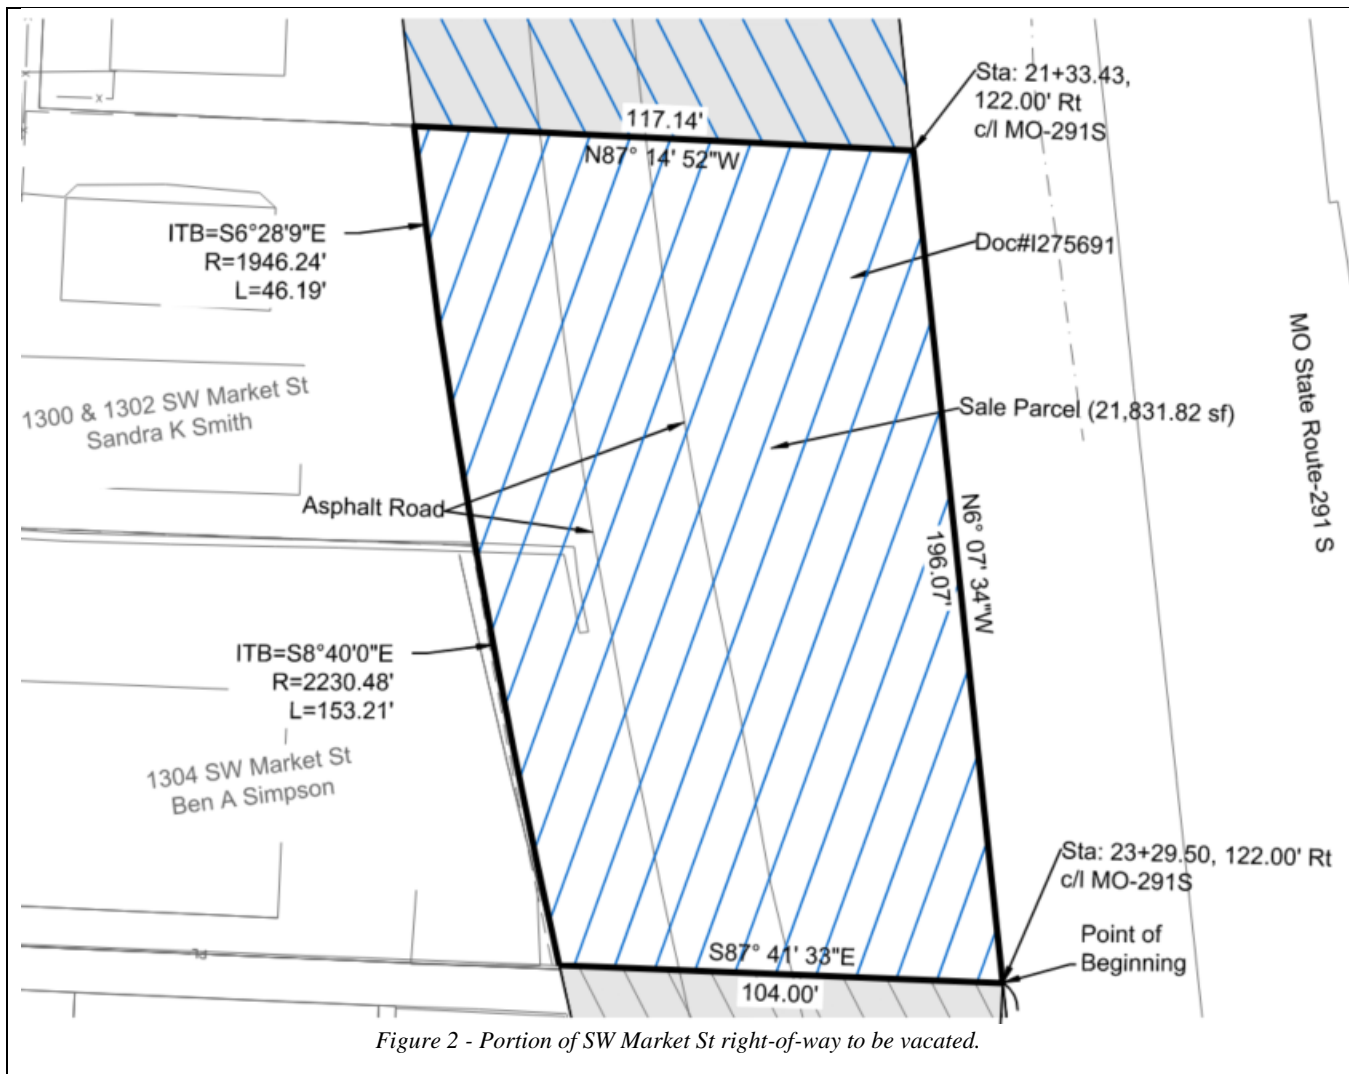 117.14'
N87° 14' 52"W
Sta: 21+33.43,
122.00' Rt
c/l MO-291S
ITB=S6°28'9"E
R=1946.24'
L=46.19'
Doc#I275691
MO State Route-291 S
1300 & 1302 SW Market St
Sandra K Smith
Sale Parcel (21,831.82 sf)
Asphalt Road
N6° 07' 34"W
196.07'
ITB=S8°40'0"E
R=2230.48'
L=153.21'
1304 SW Market St
Ben A Simpson
Sta: 23+29.50, 122.00' Rt
c/l MO-291S
Point of
Beginning
S87° 41' 33"E
104.00'
Figure 2 - Portion of SW Market St right-of-way to be vacated.